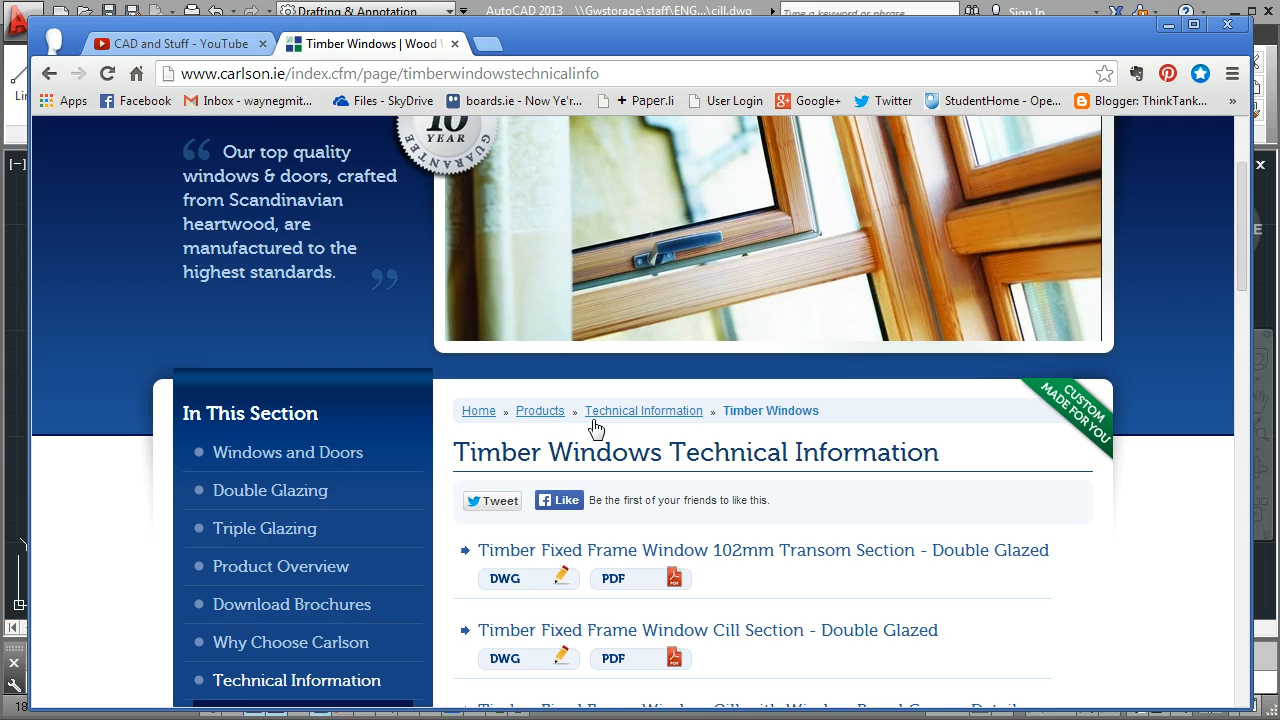 Drafting & Annotation
AutoCAD 2013
\\Gwstorage\staff\ENG...\cill.dwg
Type a keyword or phrase
Sign In
CAD and Stuff - YouTube
Timber Windows | Wood
www.carlson.ie/index.cfm/page/timberwindowstechnicalinfo
Apps
Facebook
Inbox - waynegmit...
Files - SkyDrive
boards.ie - Now Ye'r...
+ Paper.li
User Login
Google+
Twitter
StudentHome - Ope...
Blogger: ThinkTank...
»
Lin
[-]
10
YEAR
GUARANTEE
“ Our top quality
windows & doors, crafted
from Scandinavian
heartwood, are
manufactured to the
highest standards. ”
In This Section
Windows and Doors
Double Glazing
Triple Glazing
Product Overview
Download Brochures
Why Choose Carlson
Technical Information
Home » Products » Technical Information » Timber Windows
CUSTOM
MADE FOR YOU
Timber Windows Technical Information
Tweet
Like
Be the first of your friends to like this.
Timber Fixed Frame Window 102mm Transom Section - Double Glazed
DWG
PDF
Timber Fixed Frame Window Cill Section - Double Glazed
DWG
PDF
18